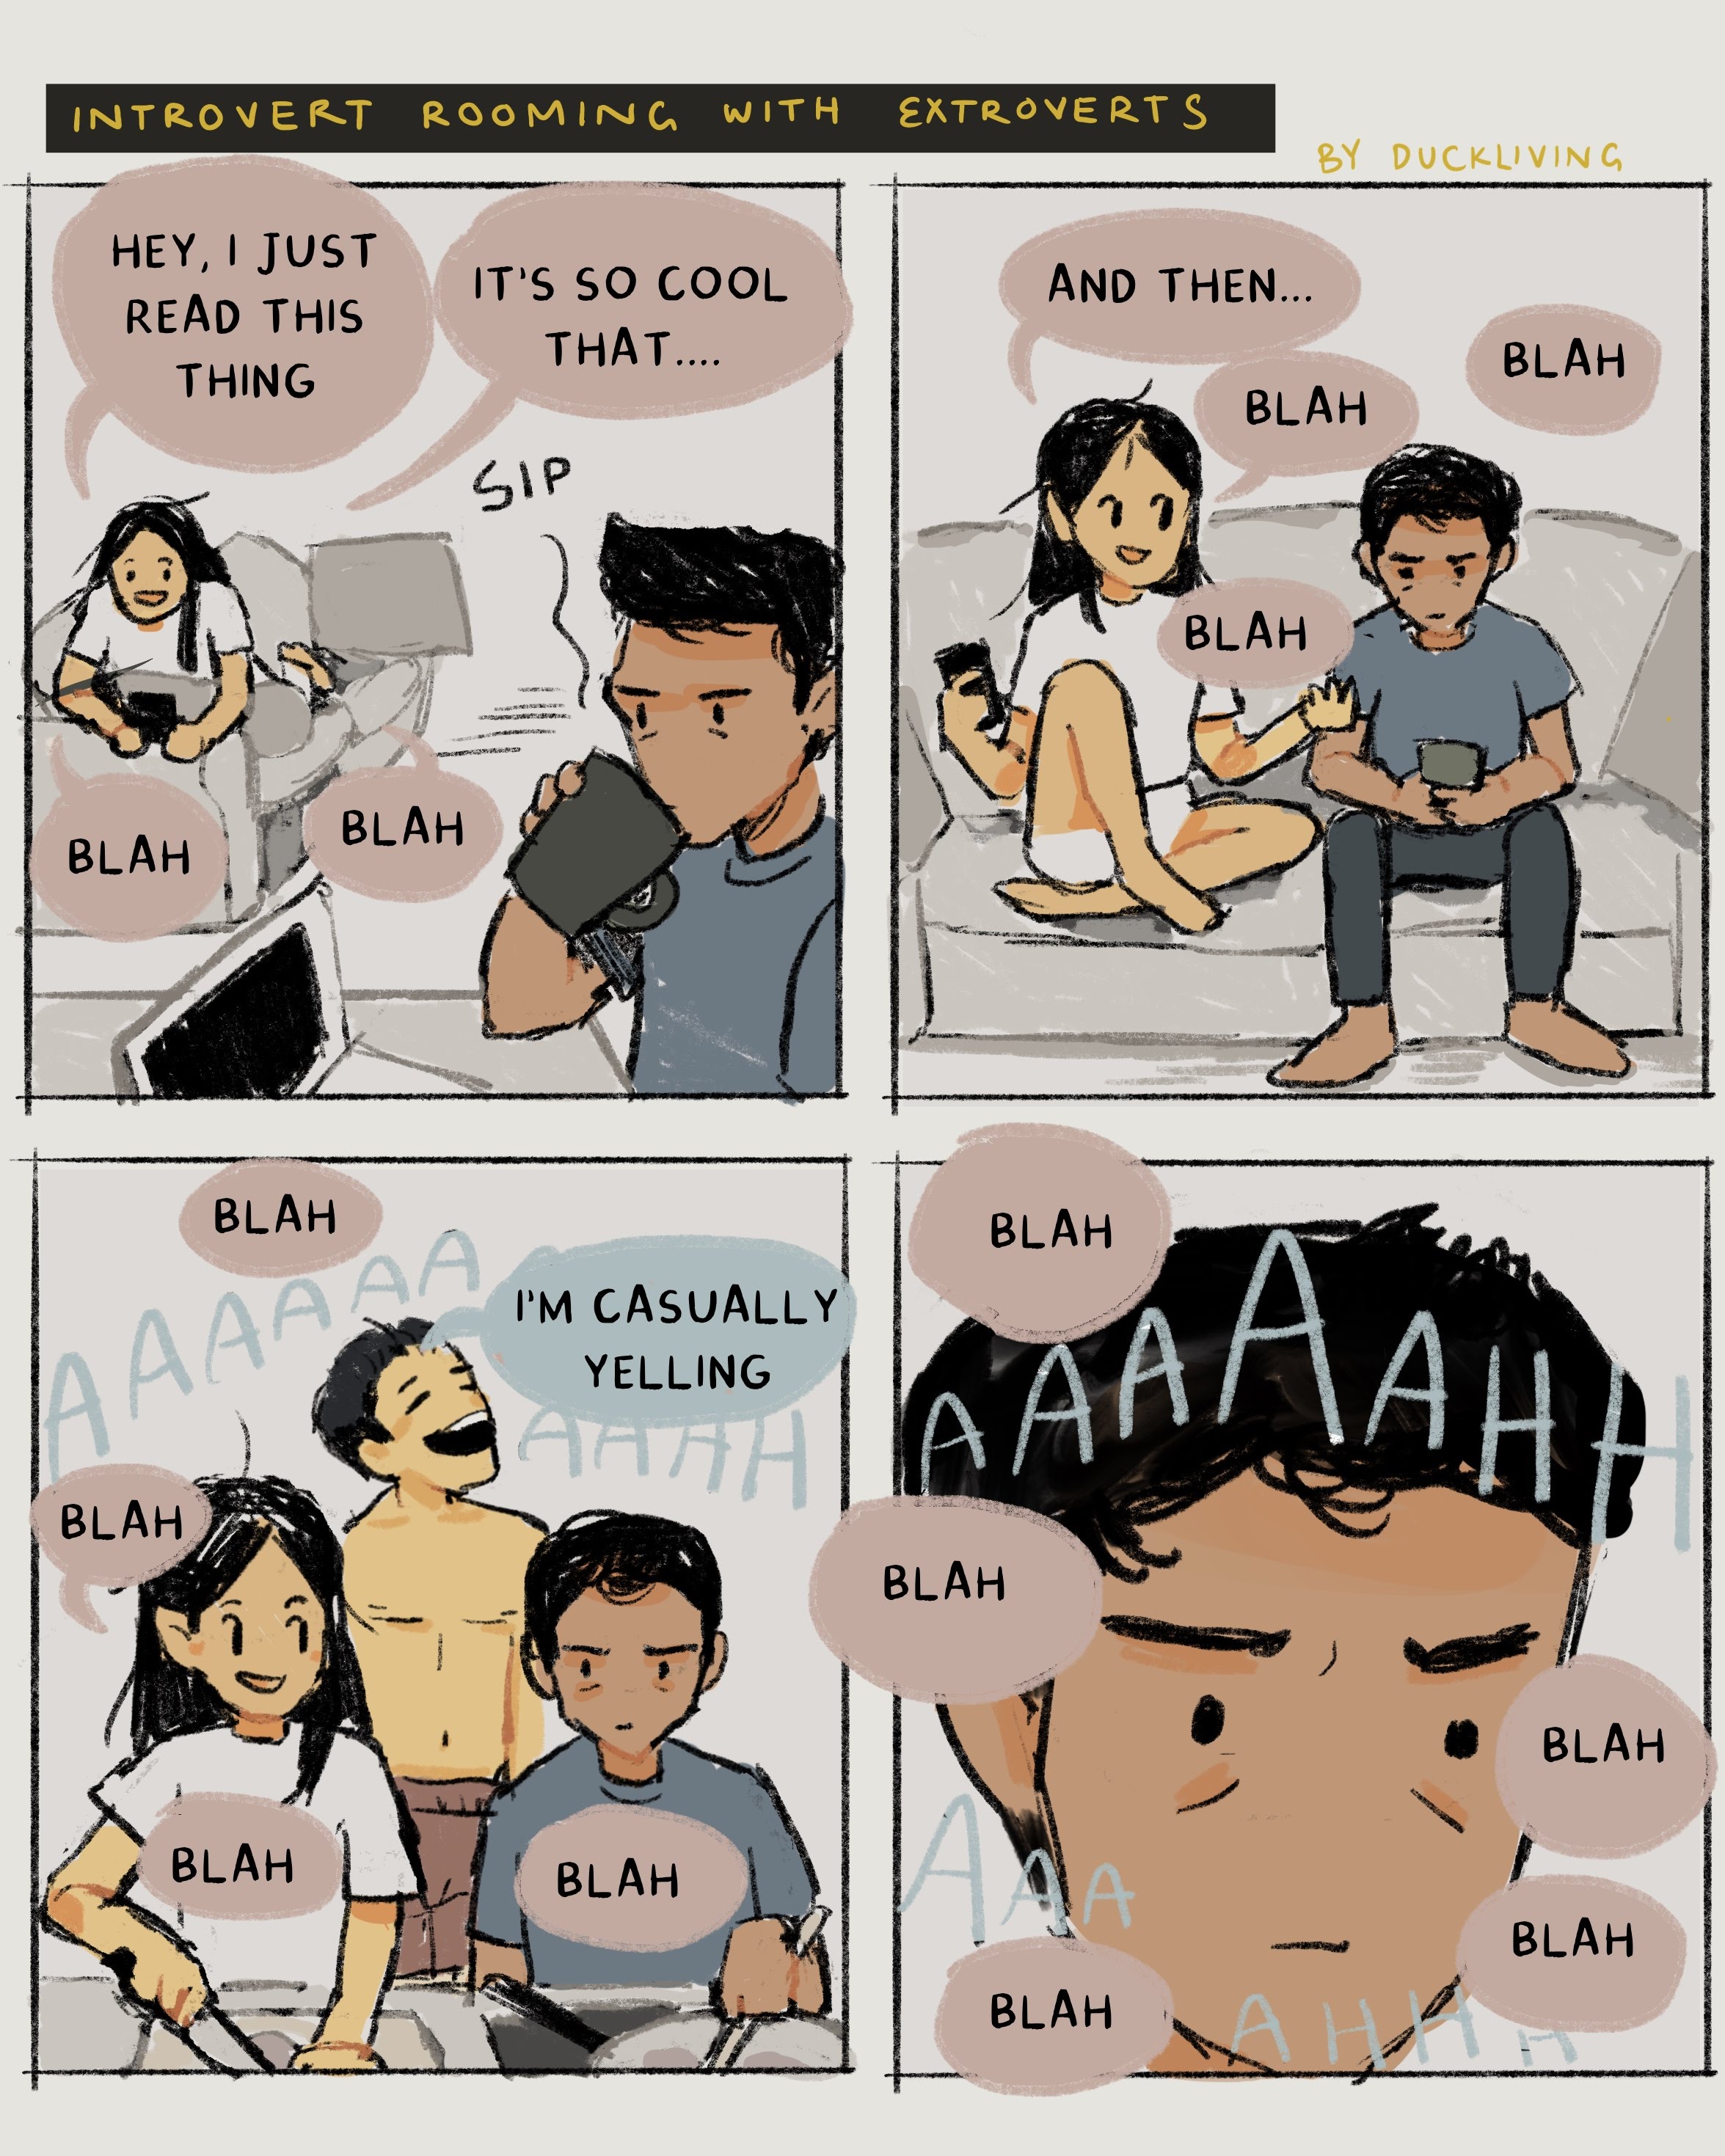 INTROVERT ROOMING WITH EXTROVERTS
BY DUCKLIVING
HEY, I JUST
READ THIS
THING
IT'S SO COOL
THAT....
SIP
BLAH
BLAH
AND THEN...
BLAH
BLAH
BLAH
BLAH
AAAAAA
I'M CASUALLY
YELLING
AAHH
BLAH
BLAH
BLAH
BLAH
AAAAAHH
BLAH
BLAH
AAA
BLAH
BLAH
AHHH